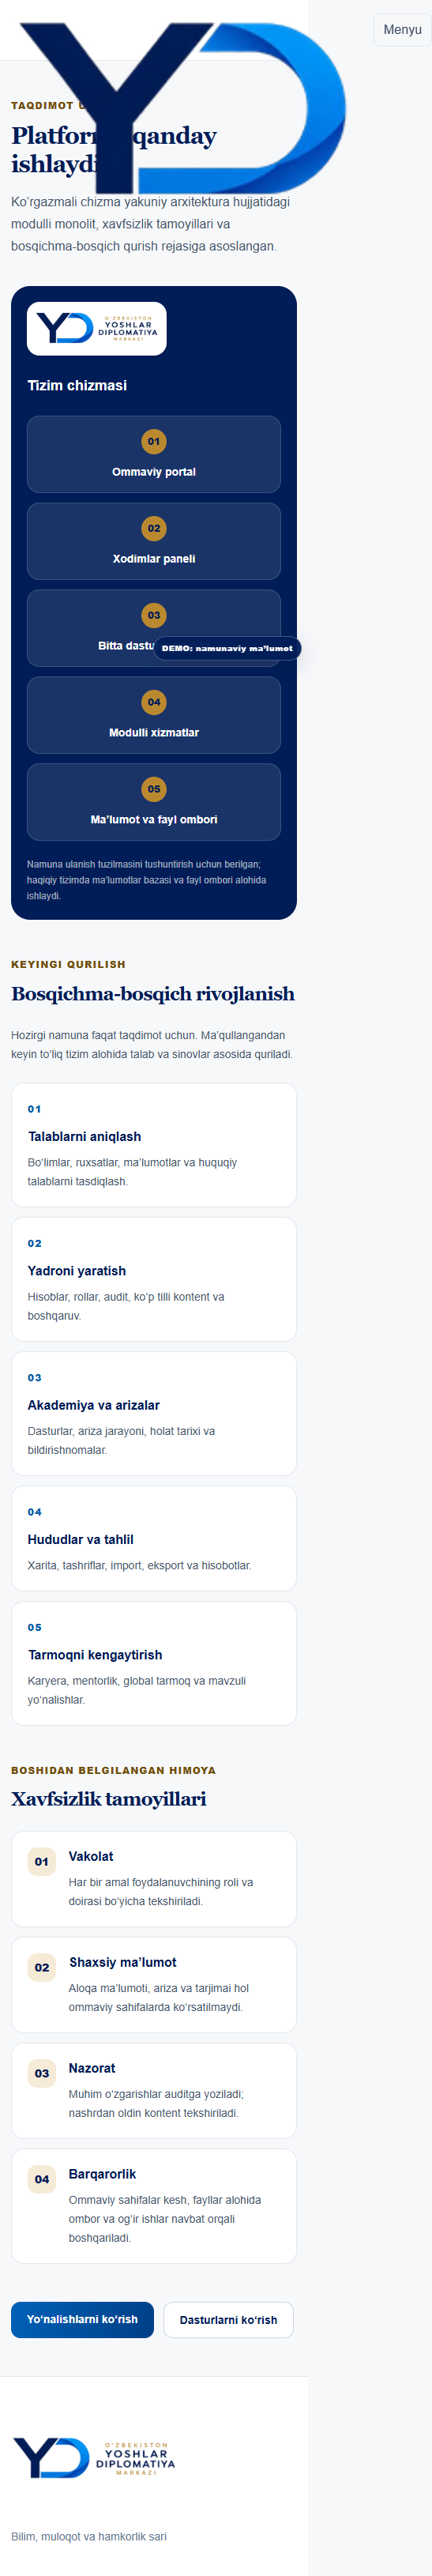 Menyu
TAQDIMOT
Platfor qanday
ishlaydi
Ko‘rgazmali chizma yakuniy arxitektura hujjatidagi
modulli monolit, xavfsizlik tamoyillari va
bosqichma-bosqich qurish rejasiga asoslangan.
O‘ZBEKISTON
YOSHLAR
DIPLOMATIYA
MARKAZI
Tizim chizmasi
01
Ommaviy portal
02
Xodimlar paneli
03
Bitta dastu
DEMO: namunaviy ma’lumot
04
Modulli xizmatlar
05
Ma’lumot va fayl ombori
Namuna ulanish tuzilmasini tushuntirish uchun berilgan;
haqiqiy tizimda ma’lumotlar bazasi va fayl ombori alohida
ishlaydi.
KEYINGI QURILISH
Bosqichma-bosqich rivojlanish
Hozirgi namuna faqat taqdimot uchun. Ma’qullangandan
keyin to‘liq tizim alohida talab va sinovlar asosida quriladi.
01
Talablarni aniqlash
Bo‘limlar, ruxsatlar, ma’lumotlar va huquqiy
talablarni tasdiqlash.
02
Yadroni yaratish
Hisoblar, rollar, audit, ko‘p tilli kontent va
boshqaruv.
03
Akademiya va arizalar
Dasturlar, ariza jarayoni, holat tarixi va
bildirishnomalar.
04
Hududlar va tahlil
Xarita, tashriflar, import, eksport va hisobotlar.
05
Tarmoqni kengaytirish
Karyera, mentorlik, global tarmoq va mavzuli
yo‘nalishlar.
BOSHIDAN BELGILANGAN HIMOYA
Xavfsizlik tamoyillari
01
Vakolat
Har bir amal foydalanuvchining roli va
doirasi bo‘yicha tekshiriladi.
02
Shaxsiy ma’lumot
Aloqa ma’lumoti, ariza va tarjimai hol
ommaviy sahifalarda ko‘rsatilmaydi.
03
Nazorat
Muhim o‘zgarishlar auditga yoziladi;
nashrdan oldin kontent tekshiriladi.
04
Barqarorlik
Ommaviy sahifalar kesh, fayllar alohida
ombor va og‘ir ishlar navbat orqali
boshqariladi.
Yo‘nalishlarni ko‘rish
Dasturlarni ko‘rish
O‘ZBEKISTON
YOSHLAR
DIPLOMATIYA
MARKAZI
Bilim, muloqot va hamkorlik sari